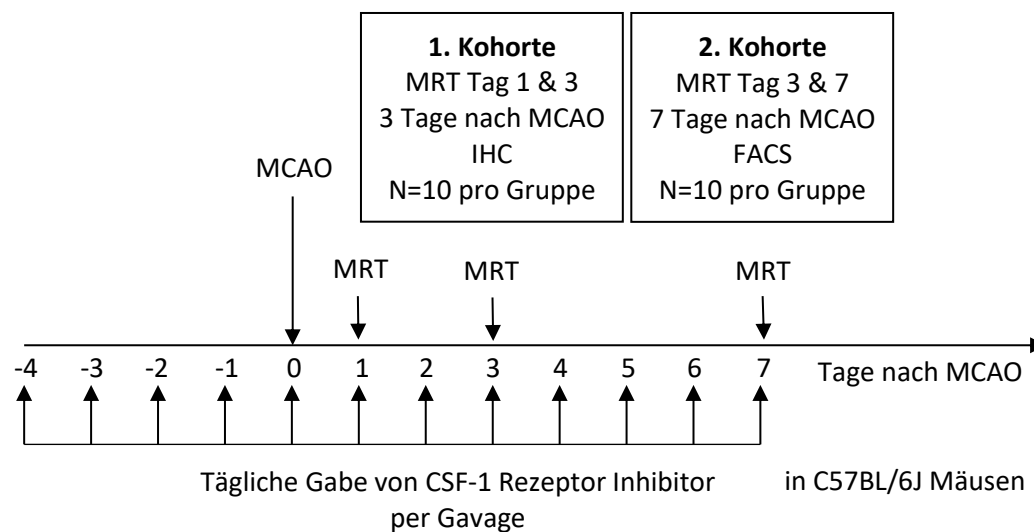 1. Kohorte
MRT Tag 1 & 3
3 Tage nach MCAO
IHC
N=10 pro Gruppe
2. Kohorte
MRT Tag 3 & 7
7 Tage nach MCAO
FACS
N=10 pro Gruppe
MCAO
MRT MRT MRT
-4 -3 -2 -1 0 1 2 3 4 5 6 7 Tage nach MCAO
Tägliche Gabe von CSF-1 Rezeptor Inhibitor in C57BL/6J Mäusen
per Gavage